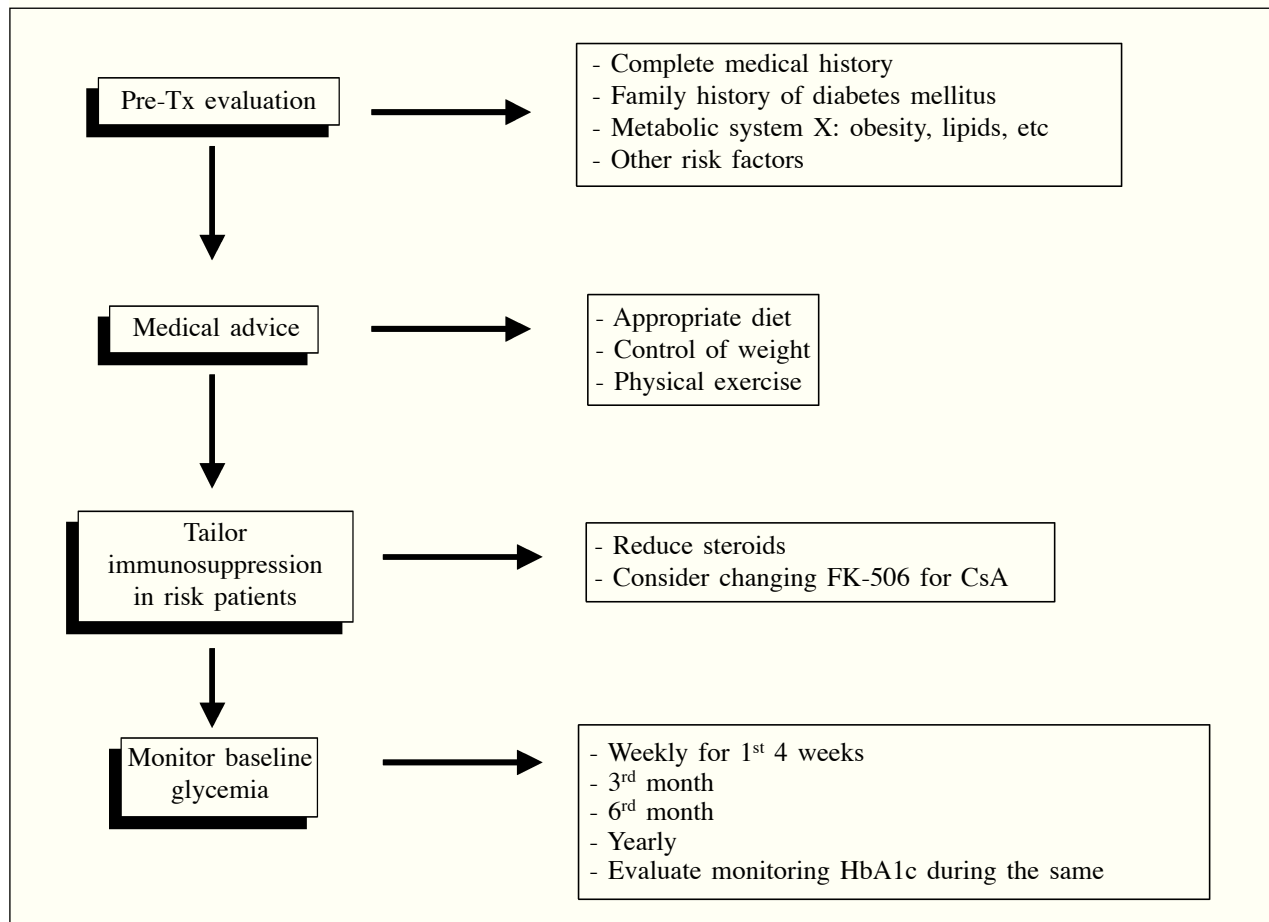 Pre-Tx evaluation
- Complete medical history
- Family history of diabetes mellitus
- Metabolic system X: obesity, lipids, etc
- Other risk factors
Medical advice
- Appropriate diet
- Control of weight
- Physical exercise
Tailor
immunosuppression
in risk patients
- Reduce steroids
- Consider changing FK-506 for CsA
Monitor baseline
glycemia
- Weekly for 1st 4 weeks
- 3rd month
- 6rd month
- Yearly
- Evaluate monitoring HbA1c during the same